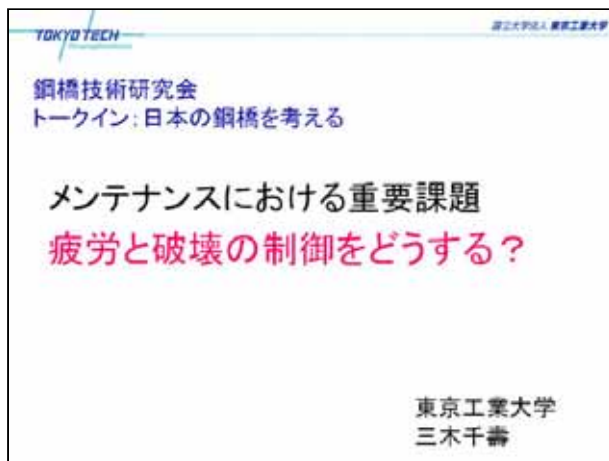 TOKYO TECH
国立大学法人 東京工業大学
鋼橋技術研究会
トークイン:日本の鋼橋を考える
メンテナンスにおける重要課題
疲労と破壊の制御をどうする?
東京工業大学
三木千壽